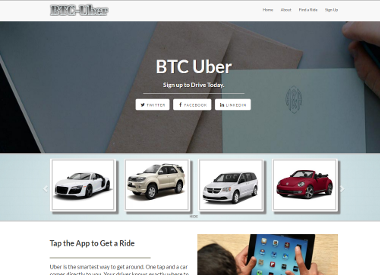 BTC-Uber
Home About Find a Ride Sign Up
BTC Uber
Sign up to Drive Today.
TWITTER FACEBOOK LINKEDIN
Tap the App to Get a Ride
Uber is the smartest way to get around. One tap and a car
comes directly to you. Your driver knows exactly where to